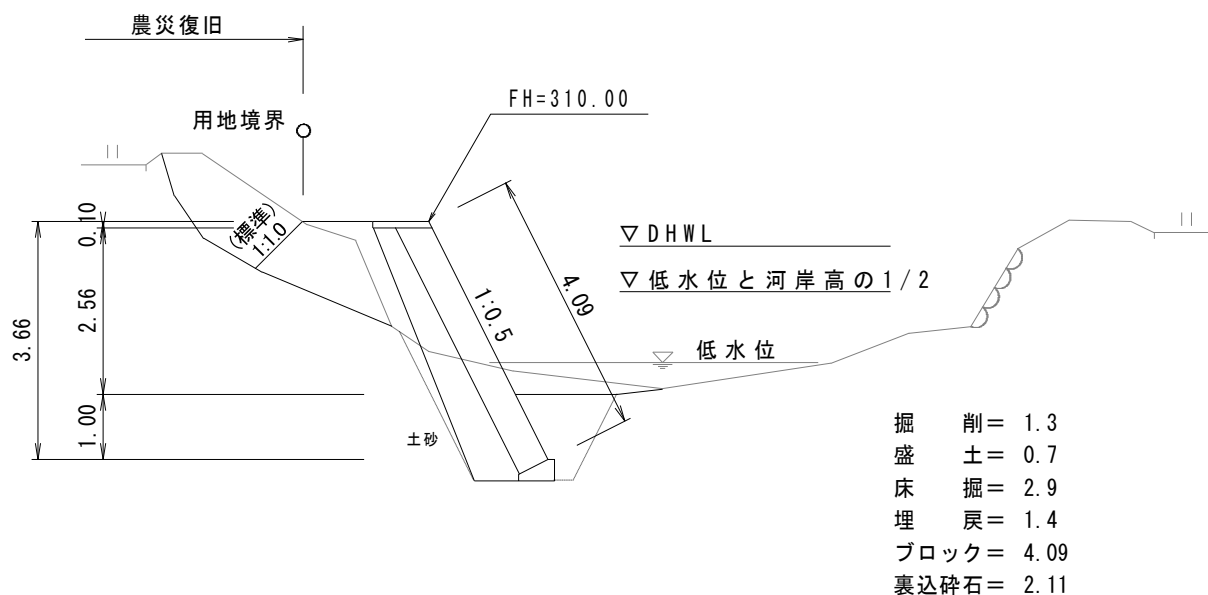 農災復旧
FH=310.00
用地境界
(標準)
1:1.0
0.10
2.56
3.66
1.00
▽DHWL
▽低水位と河岸高の1/2
4.09
1:0.5
低水位
土砂
掘 削= 1.3
盛 土= 0.7
床 掘= 2.9
埋 戻= 1.4
ブロック= 4.09
裏込砕石= 2.11